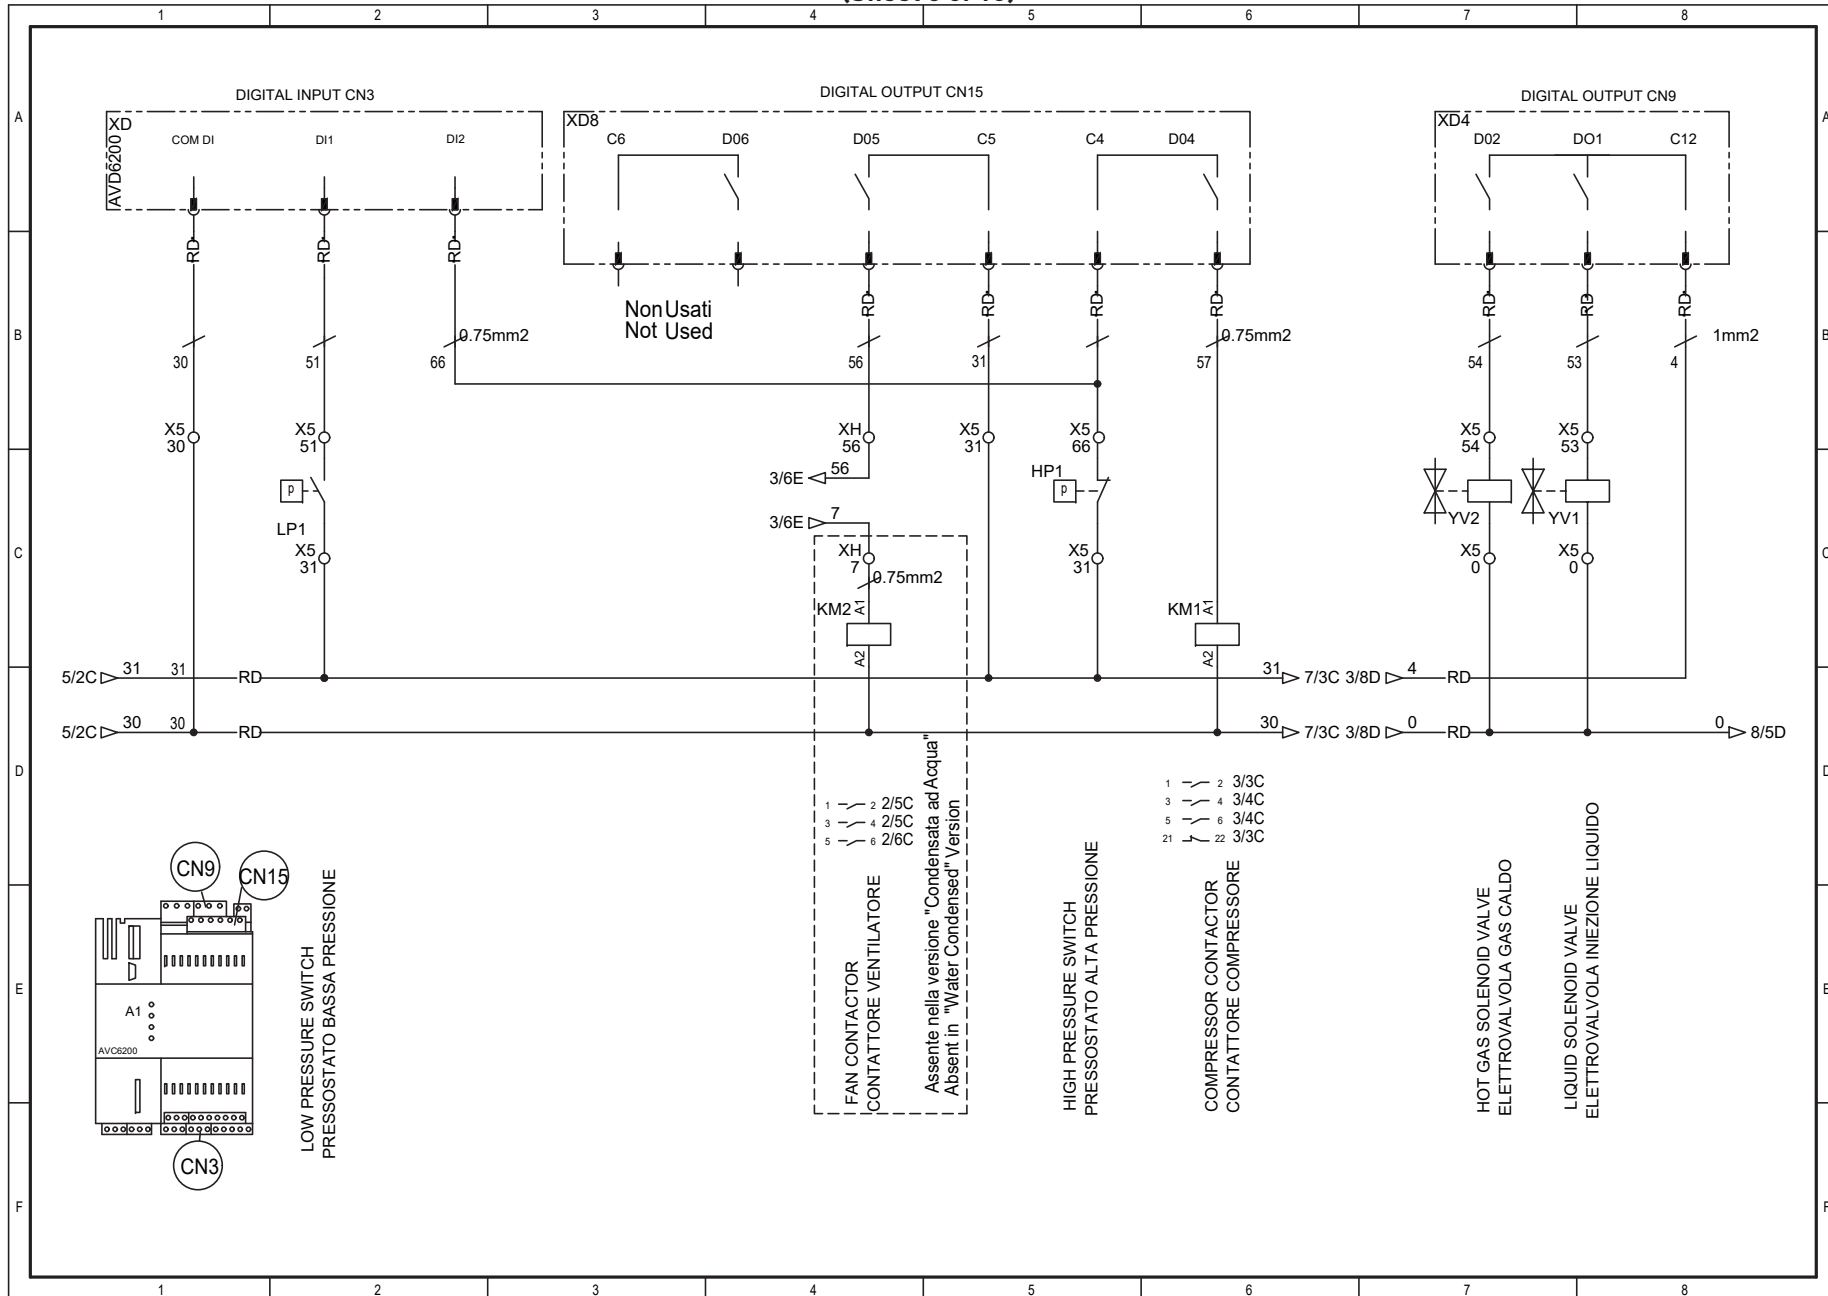 1 2 3 4 5 6 7 8
A A
B B
C C
D D
E E
F F
DIGITAL INPUT CN3
XD
AVD6200
COM DI
DI1
DI2
DIGITAL OUTPUT CN15
XD8
C6
D06
D05
C5
C4
D04
DIGITAL OUTPUT CN9
XD4
D02
DO1
C12
RD
RD
RD
RD
RD
RD
RD
RD
RD
RD
Non Usati
Not Used
30
51
66
0.75mm2
56
31
57
0.75mm2
54
53
4
1mm2
X5
30
X5
51
XH
56
X5
31
X5
66
X5
54
X5
53
3/6E
56
3/6E
7
P
LP1
X5
31
XH
7
0.75mm2
KM2
A1
A2
HP1
P
X5
31
KM1
A1
A2
YV2
X5
0
YV1
X5
0
5/2C 31 31 RD
31 7/3C
3/8D 4 RD
5/2C 30 30 RD
30 7/3C
3/8D 0 RD
0 8/5D
1 2 2/5C
3 4 2/5C
5 6 2/6C
1 2 3/3C
3 4 3/4C
5 6 3/4C
21 22 3/3C
CN9
CN15
A1
AVC6200
CN3
LOW PRESSURE SWITCH
PRESSOSTATO BASSA PRESSIONE
FAN CONTACTOR
CONTATTORE VENTILATORE
Assente nella versione "Condensata ad Acqua"
Absent in "Water Condensed" Version
HIGH PRESSURE SWITCH
PRESSOSTATO ALTA PRESSIONE
COMPRESSOR CONTACTOR
CONTATTORE COMPRESSORE
HOT GAS SOLENOID VALVE
ELETTROVALVOLA GAS CALDO
LIQUID SOLENOID VALVE
ELETTROVALVOLA INIEZIONE LIQUIDO
1 2 3 4 5 6 7 8